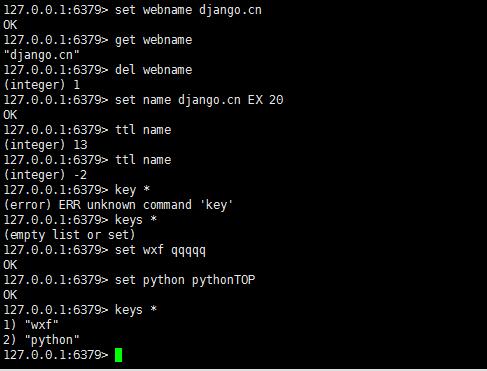 127.0.0.1:6379> set webname django.cn
OK
127.0.0.1:6379> get webname
"django.cn"
127.0.0.1:6379> del webname
(integer) 1
127.0.0.1:6379> set name django.cn EX 20
OK
127.0.0.1:6379> ttl name
(integer) 13
127.0.0.1:6379> ttl name
(integer) -2
127.0.0.1:6379> key *
(error) ERR unknown command 'key'
127.0.0.1:6379> keys *
(empty list or set)
127.0.0.1:6379> set wxf qqqqq
OK
127.0.0.1:6379> set python pythonTOP
OK
127.0.0.1:6379> keys *
1) "wxf"
2) "python"
127.0.0.1:6379>